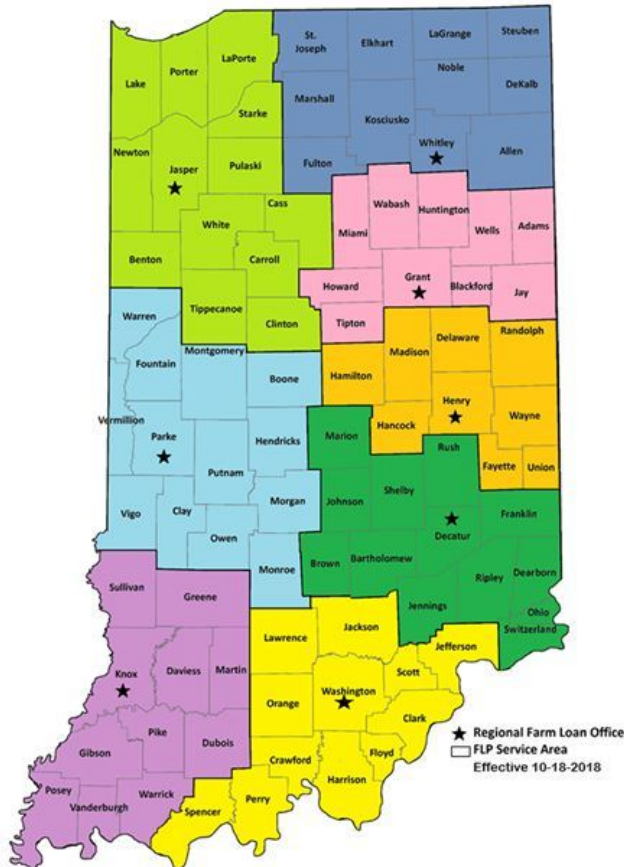 St.
Joseph
Elkhart
LaGrange
Steuben
Noble
DeKalb
Marshall
Kosciusko
Whitley
Allen
Fulton
LaPorte
Porter
Lake
Starke
Newton
Jasper
Pulaski
Cass
White
Carroll
Benton
Tippecanoe
Clinton
Wabash
Huntington
Miami
Wells
Adams
Howard
Grant
Blackford
Jay
Tipton
Warren
Fountain
Montgomery
Boone
Vermillion
Parke
Hendricks
Putnam
Vigo
Clay
Morgan
Owen
Monroe
Hamilton
Madison
Delaware
Randolph
Henry
Hancock
Wayne
Fayette
Union
Marion
Rush
Johnson
Shelby
Decatur
Franklin
Brown
Bartholomew
Jennings
Ripley
Dearborn
Ohio
Switzerland
Sullivan
Greene
Knox
Daviess
Martin
Gibson
Pike
Dubois
Posey
Vanderburgh
Warrick
Lawrence
Jackson
Jefferson
Scott
Orange
Washington
Clark
Crawford
Floyd
Harrison
Perry
Spencer
Regional Farm Loan Office
FLP Service Area
Effective 10-18-2018